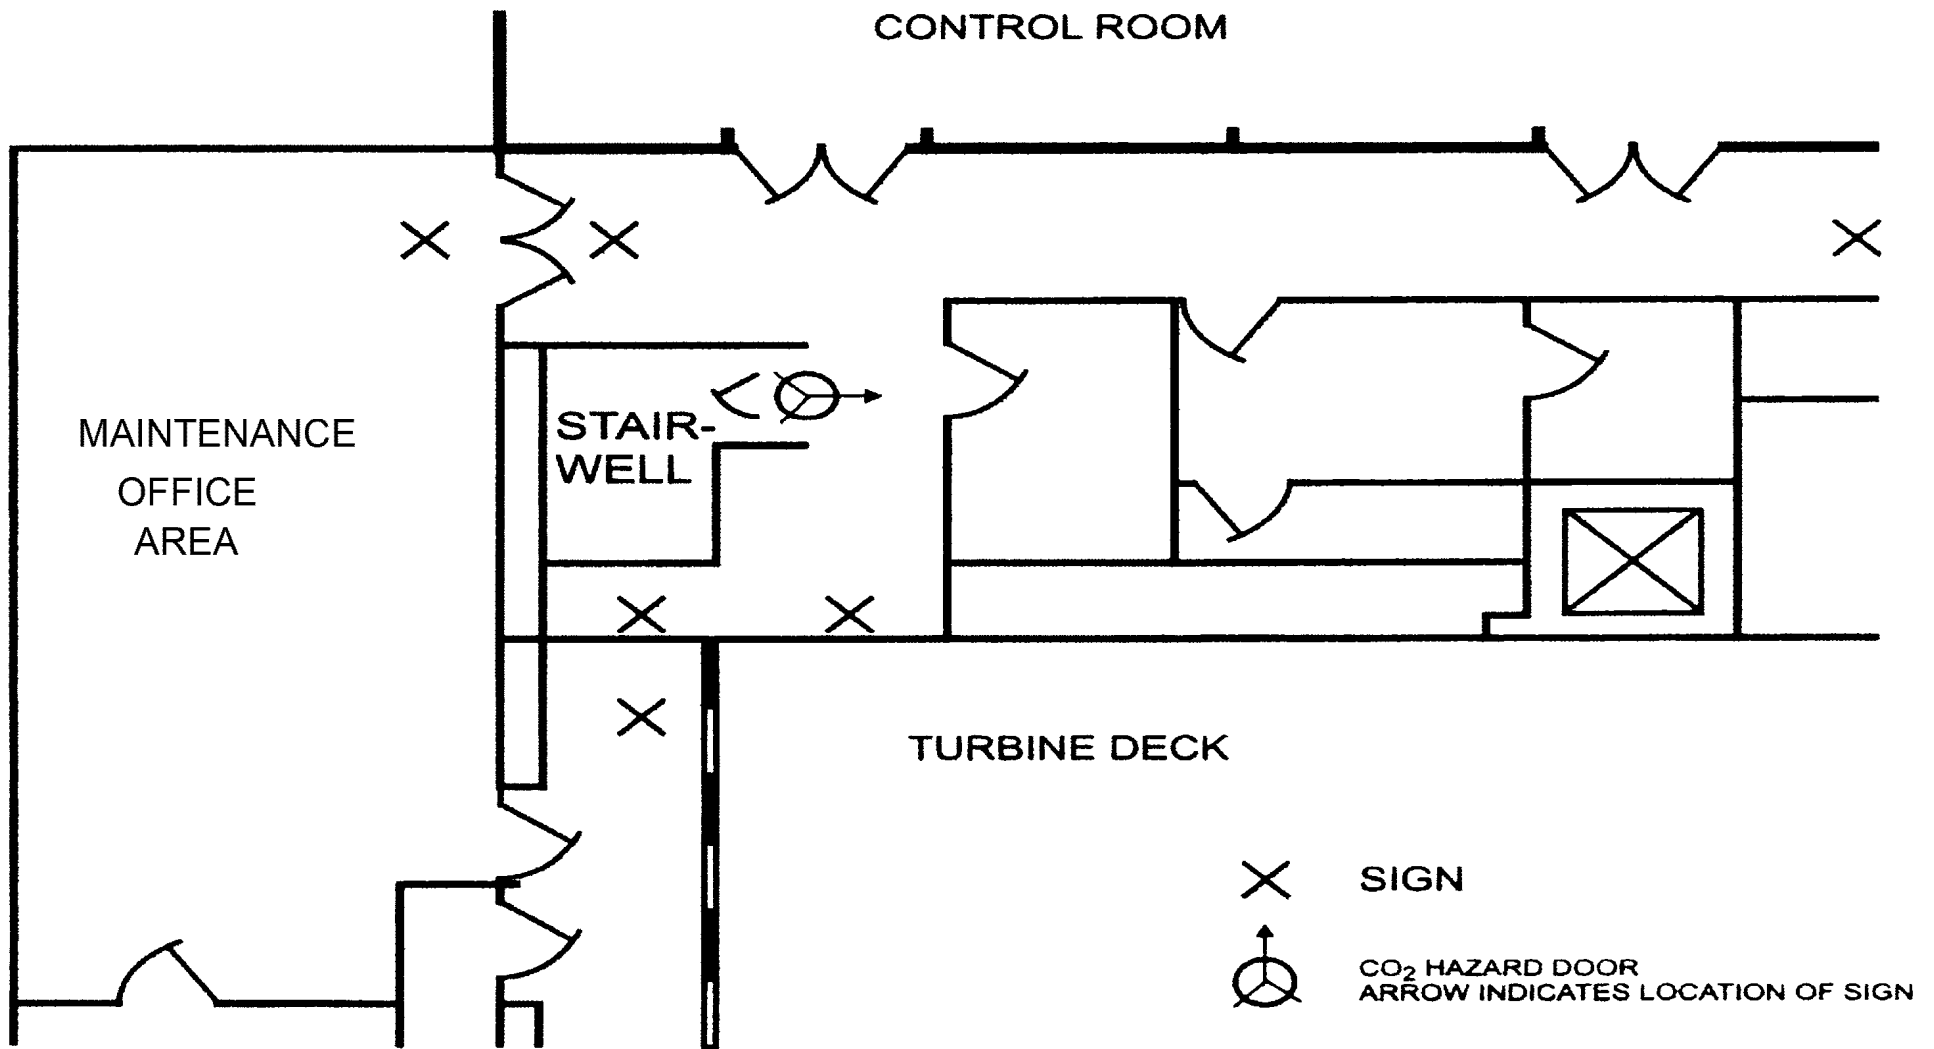 CONTROL ROOM
MAINTENANCE
OFFICE
AREA
STAIR-
WELL
TURBINE DECK
SIGN
CO₂ HAZARD DOOR
ARROW INDICATES LOCATION OF SIGN